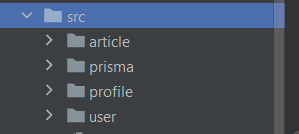 src
article
prisma
profile
user